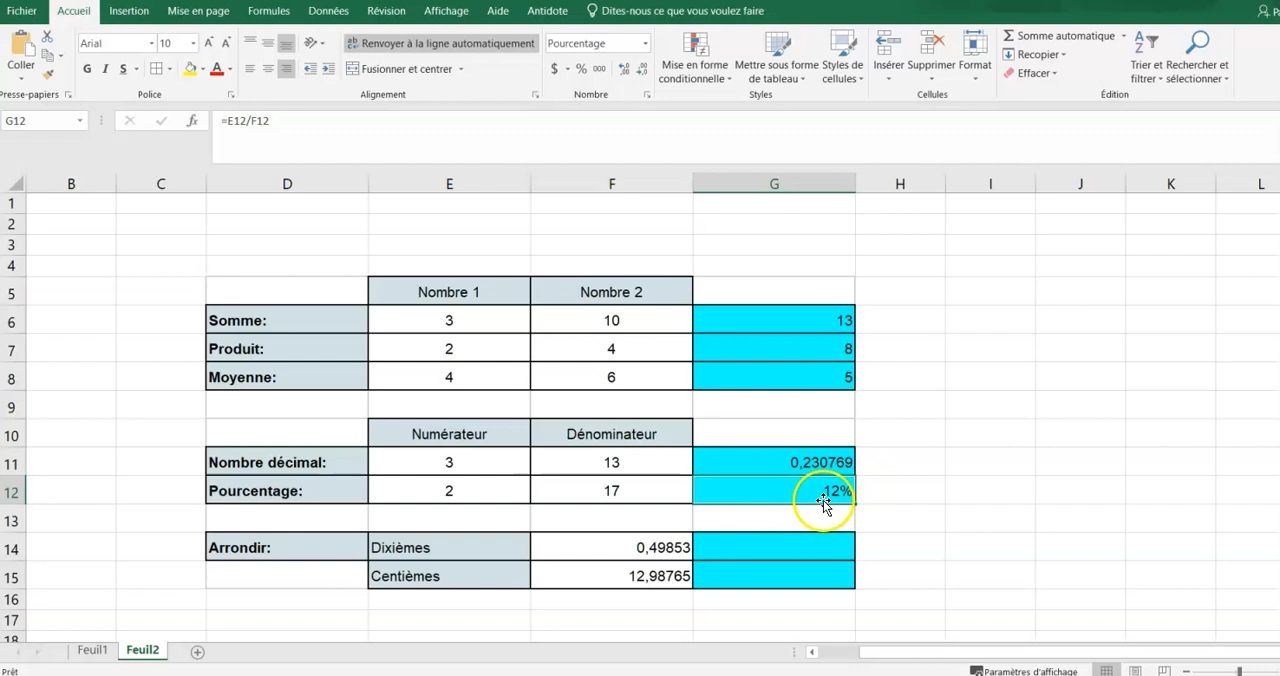 Fichier Accueil Insertion Mise en page Formules Données Révision Affichage Aide Antidote Dites-nous ce que vous voulez faire
Coller
Presse-papiers
Arial 10 A A
G I S A
Police
Renvoyer à la ligne automatiquement
Fusionner et centrer
Alignement
Pourcentage
$ % 000
Nombre
Mise en forme conditionnelle
Mettre sous forme de tableau
Styles de cellules
Styles
Insérer Supprimer Format
Cellules
Somme automatique
Recopier
Effacer
Trier et filtrer
Rechercher et sélectionner
Édition
G12 fx =E12/F12
B C D E F G H I J K L
1
2
3
4
5 Nombre 1 Nombre 2
6 Somme: 3 10 13
7 Produit: 2 4 8
8 Moyenne: 4 6 5
9
10 Numérateur Dénominateur
11 Nombre décimal: 3 13 0,230769
12 Pourcentage: 2 17 12%
13
14 Arrondir: Dixièmes 0,49853
15 Centièmes 12,98765
16
17
18
Feuil1 Feuil2
Prêt Paramètres d'affichage